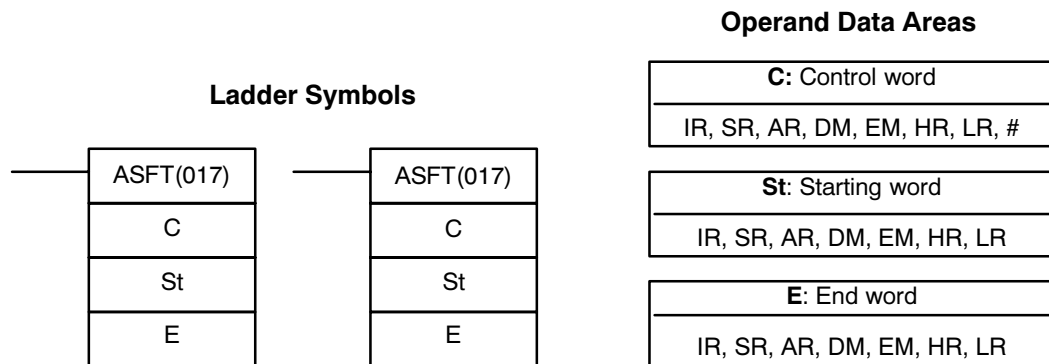 Ladder Symbols
ASFT(017)
C
St
E
ASFT(017)
C
St
E
Operand Data Areas
C: Control word
IR, SR, AR, DM, EM, HR, LR, #
St: Starting word
IR, SR, AR, DM, EM, HR, LR
E: End word
IR, SR, AR, DM, EM, HR, LR